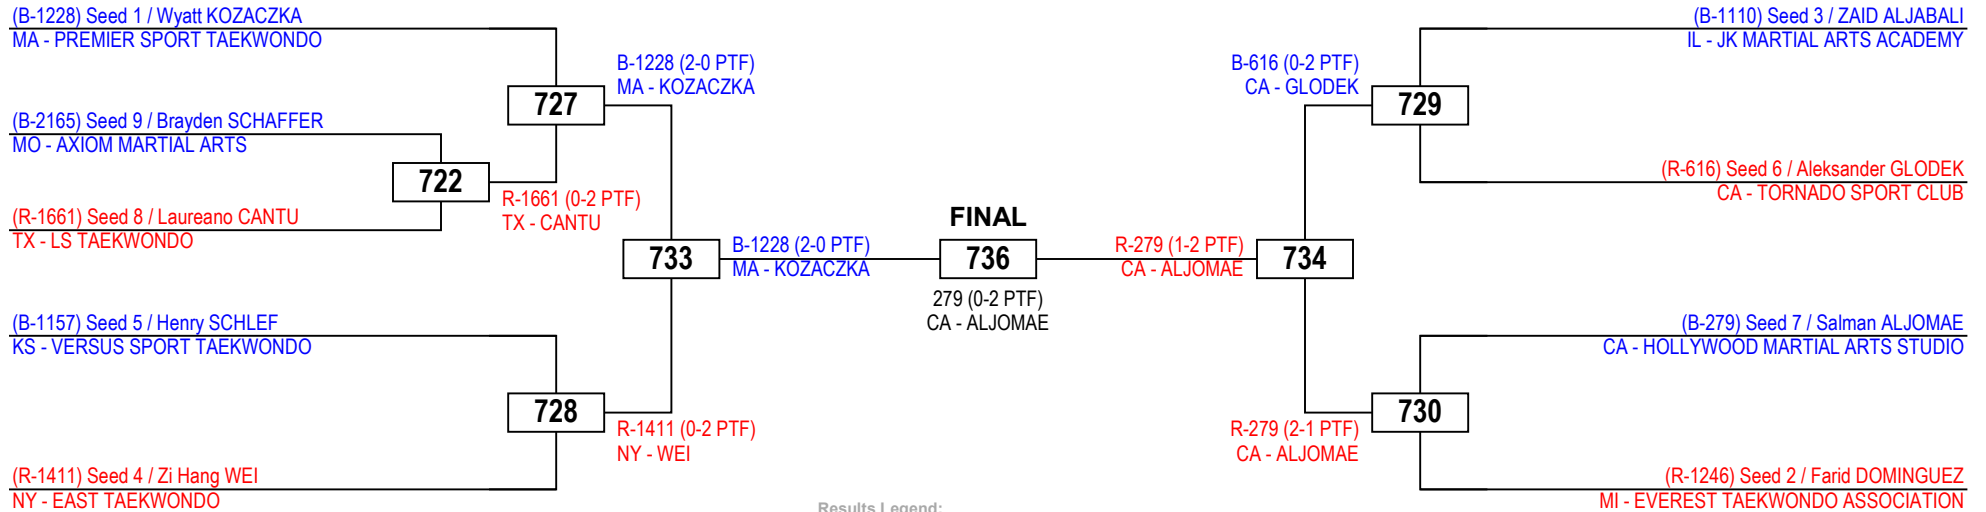 (B-1228) Seed 1 / Wyatt KOZACZKA
MA - PREMIER SPORT TAEKWONDO
(B-2165) Seed 9 / Brayden SCHAFFER
MO - AXIOM MARTIAL ARTS
(R-1661) Seed 8 / Laureano CANTU
TX - LS TAEKWONDO
(B-1157) Seed 5 / Henry SCHLEF
KS - VERSUS SPORT TAEKWONDO
(R-1411) Seed 4 / Zi Hang WEI
NY - EAST TAEKWONDO
722
R-1661 (0-2 PTF)
TX - CANTU
727
B-1228 (2-0 PTF)
MA - KOZACZKA
728
R-1411 (0-2 PTF)
NY - WEI
733
B-1228 (2-0 PTF)
MA - KOZACZKA
FINAL
736
279 (0-2 PTF)
CA - ALJOMAE
R-279 (1-2 PTF)
CA - ALJOMAE
734
B-616 (0-2 PTF)
CA - GLODEK
729
R-279 (2-1 PTF)
CA - ALJOMAE
730
(B-1110) Seed 3 / ZAID ALJABALI
IL - JK MARTIAL ARTS ACADEMY
(R-616) Seed 6 / Aleksander GLODEK
CA - TORNADO SPORT CLUB
(B-279) Seed 7 / Salman ALJOMAE
CA - HOLLYWOOD MARTIAL ARTS STUDIO
(R-1246) Seed 2 / Farid DOMINGUEZ
MI - EVEREST TAEKWONDO ASSOCIATION
Results Legend: